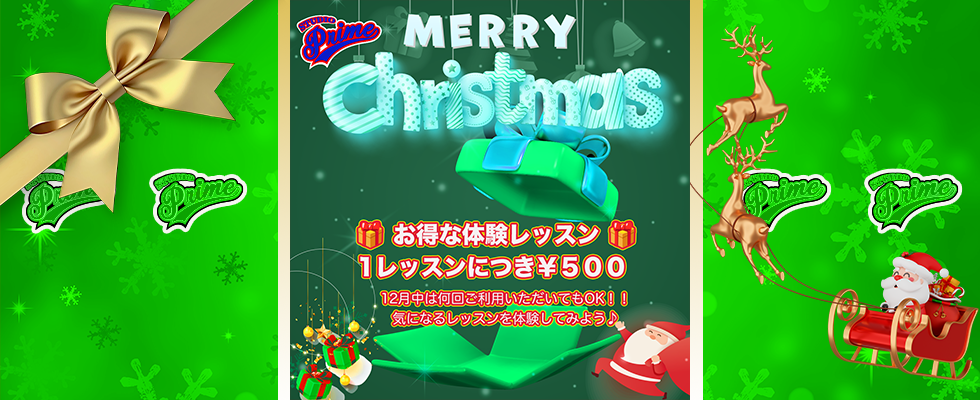 STUDIO
Prime
MERRY
Christmas
お得な体験レッスン
1レッスンにつき￥５００
12月中は何回ご利用いただいてもOK！！
気になるレッスンを体験してみよう♪
Prime
STUDIO
Prime
Prime
STUDIO
Prime